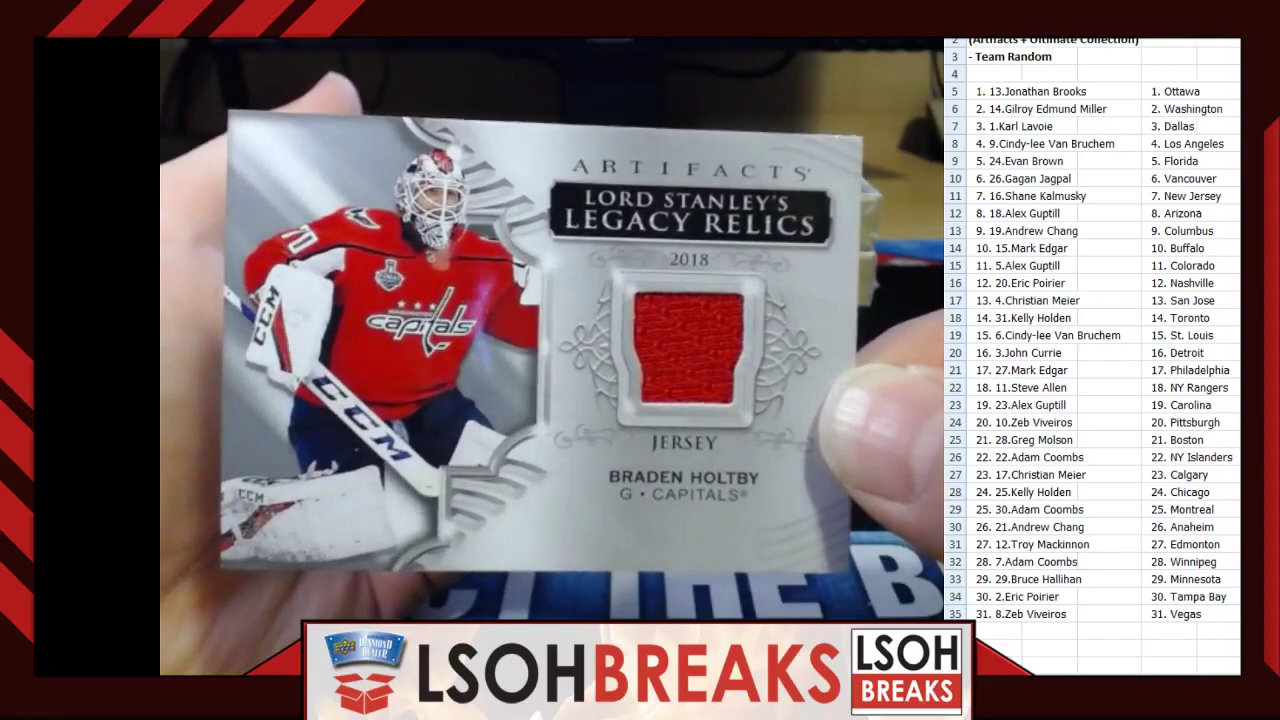 ARTIFACTS
LORD STANLEY'S
LEGACY RELICS
2018
JERSEY
BRADEN HOLTBY
G • CAPITALS®
70
WASHINGTON
capitals
CCM
CCM
CCM
CT THE B
2 (Artifacts + Ultimate Collection)
3 - Team Random
4
5 1. 13.Jonathan Brooks 1. Ottawa
6 2. 14.Gilroy Edmund Miller 2. Washington
7 3. 1.Karl Lavoie 3. Dallas
8 4. 9.Cindy-lee Van Bruchem 4. Los Angeles
9 5. 24.Evan Brown 5. Florida
10 6. 26.Gagan Jagpal 6. Vancouver
11 7. 16.Shane Kalmusky 7. New Jersey
12 8. 18.Alex Guptill 8. Arizona
13 9. 19.Andrew Chang 9. Columbus
14 10. 15.Mark Edgar 10. Buffalo
15 11. 5.Alex Guptill 11. Colorado
16 12. 20.Eric Poirier 12. Nashville
17 13. 4.Christian Meier 13. San Jose
18 14. 31.Kelly Holden 14. Toronto
19 15. 6.Cindy-lee Van Bruchem 15. St. Louis
20 16. 3.John Currie 16. Detroit
21 17. 27.Mark Edgar 17. Philadelphia
22 18. 11.Steve Allen 18. NY Rangers
23 19. 23.Alex Guptill 19. Carolina
24 20. 10.Zeb Viveiros 20. Pittsburgh
25 21. 28.Greg Molson 21. Boston
26 22. 22.Adam Coombs 22. NY Islanders
27 23. 17.Christian Meier 23. Calgary
28 24. 25.Kelly Holden 24. Chicago
29 25. 30.Adam Coombs 25. Montreal
30 26. 21.Andrew Chang 26. Anaheim
31 27. 12.Troy Mackinnon 27. Edmonton
32 28. 7.Adam Coombs 28. Winnipeg
33 29. 29.Bruce Hallihan 29. Minnesota
34 30. 2.Eric Poirier 30. Tampa Bay
35 31. 8.Zeb Viveiros 31. Vegas
DIAMOND
DEALER
LSOHBREAKS
LSOH
BREAKS